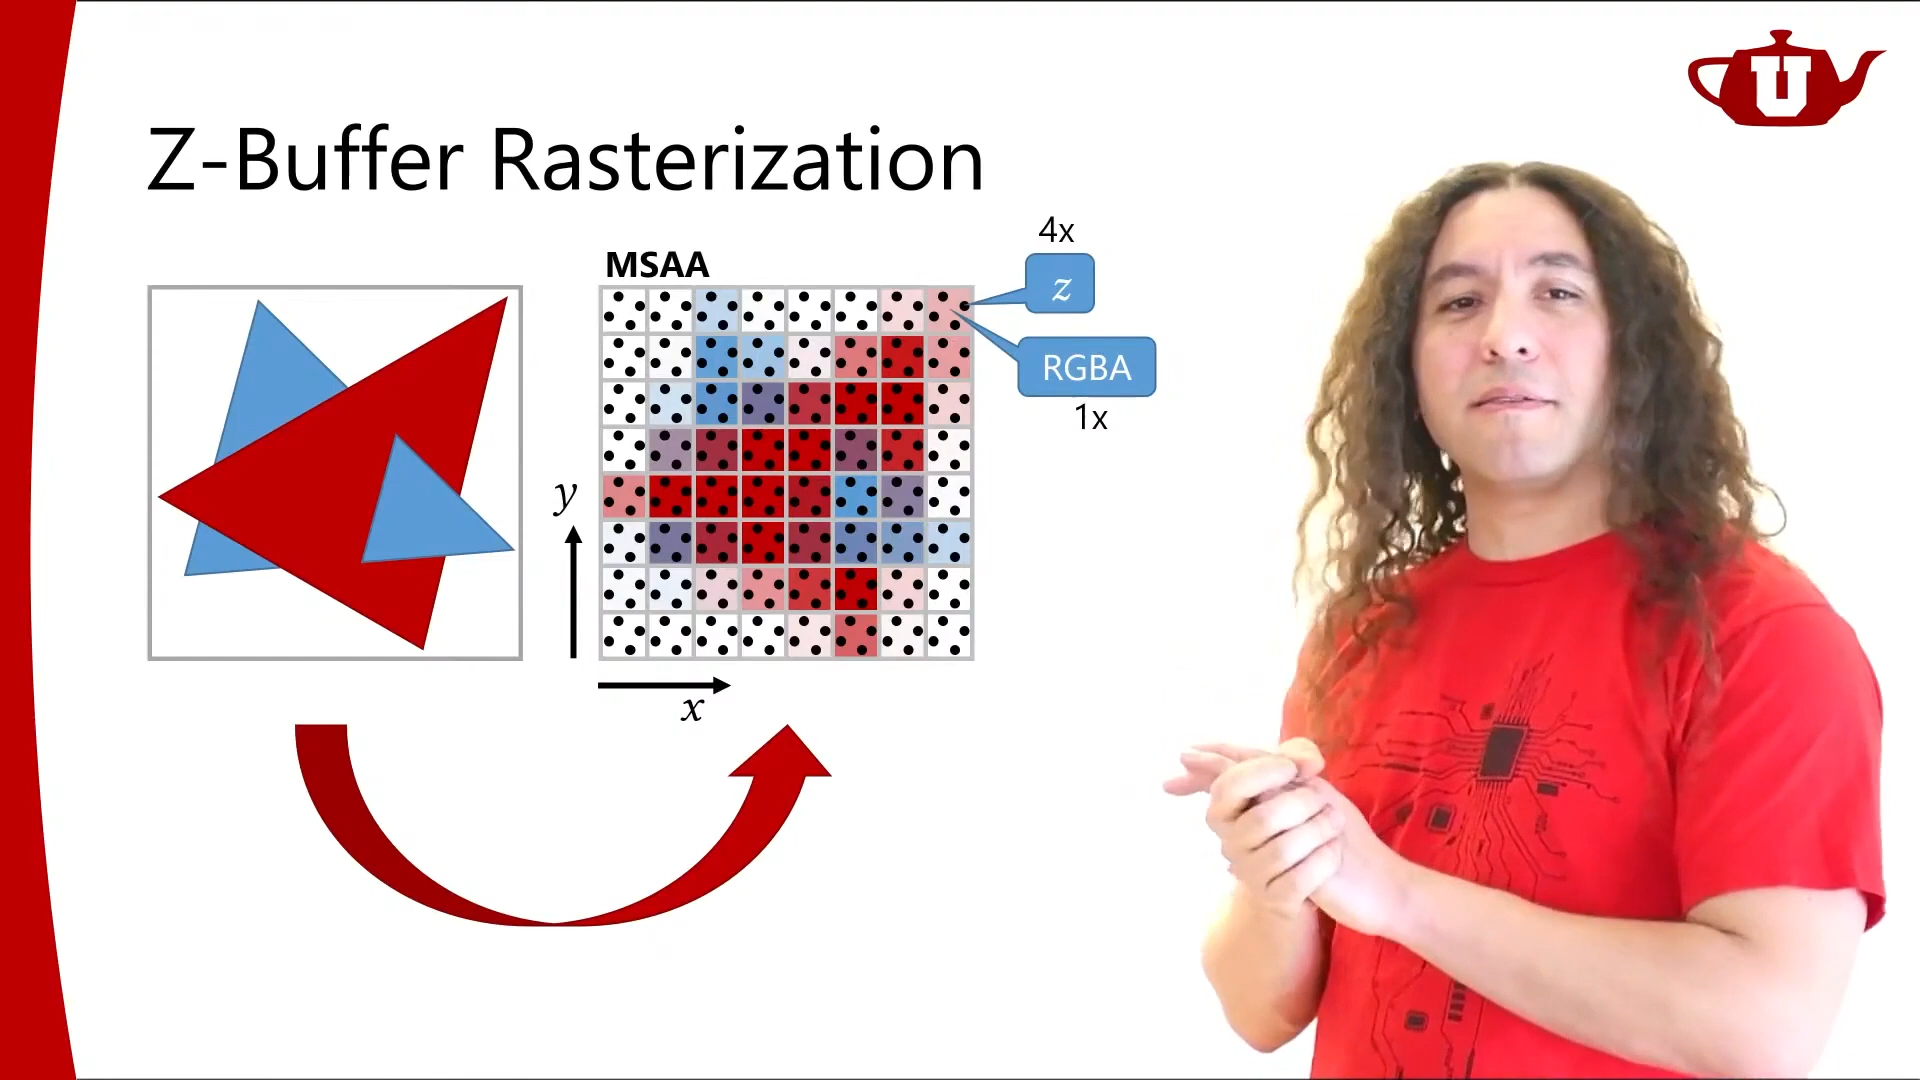 U
Z-Buffer Rasterization
4x
MSAA
z
RGBA
1x
y
x